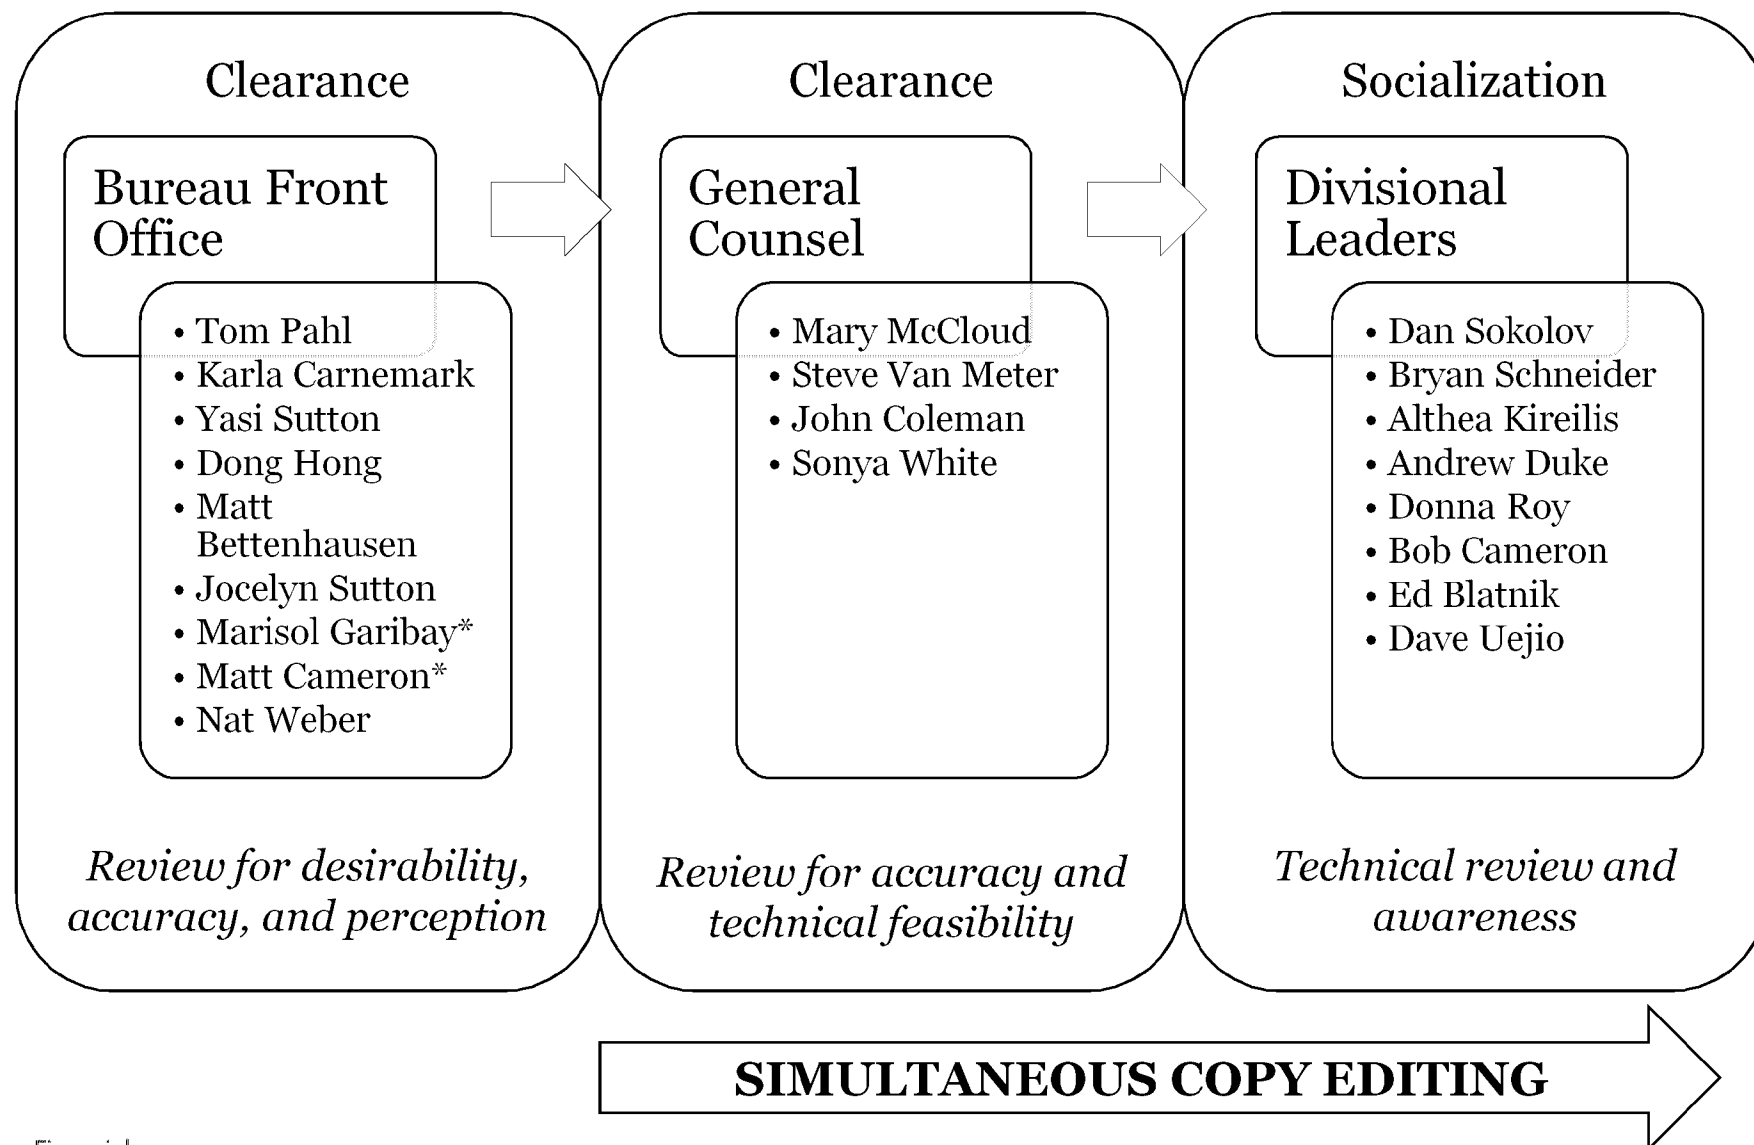 Clearance
Bureau Front
Office
• Tom Pahl
• Karla Carnemark
• Yasi Sutton
• Dong Hong
• Matt
Bettenhausen
• Jocelyn Sutton
• Marisol Garibay*
• Matt Cameron*
• Nat Weber
Review for desirability,
accuracy, and perception
Clearance
General
Counsel
• Mary McCloud
• Steve Van Meter
• John Coleman
• Sonya White
Review for accuracy and
technical feasibility
Socialization
Divisional
Leaders
• Dan Sokolov
• Bryan Schneider
• Althea Kireilis
• Andrew Duke
• Donna Roy
• Bob Cameron
• Ed Blatnik
• Dave Uejio
Technical review and
awareness
SIMULTANEOUS COPY EDITING